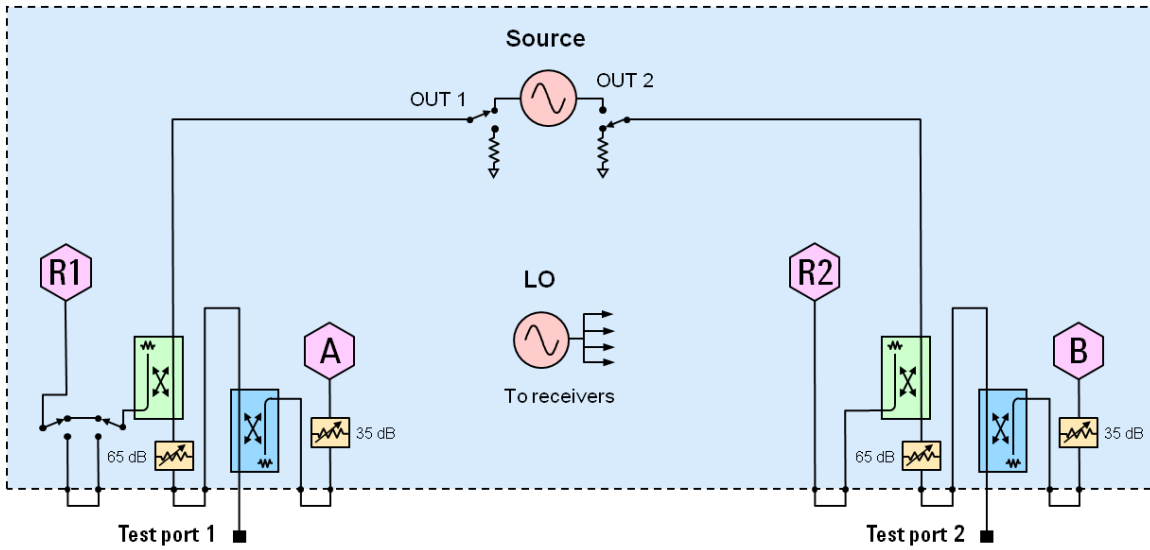 Source
OUT 1
OUT 2
R1
R2
LO
A
B
To receivers
65 dB
35 dB
65 dB
35 dB
Test port 1
Test port 2